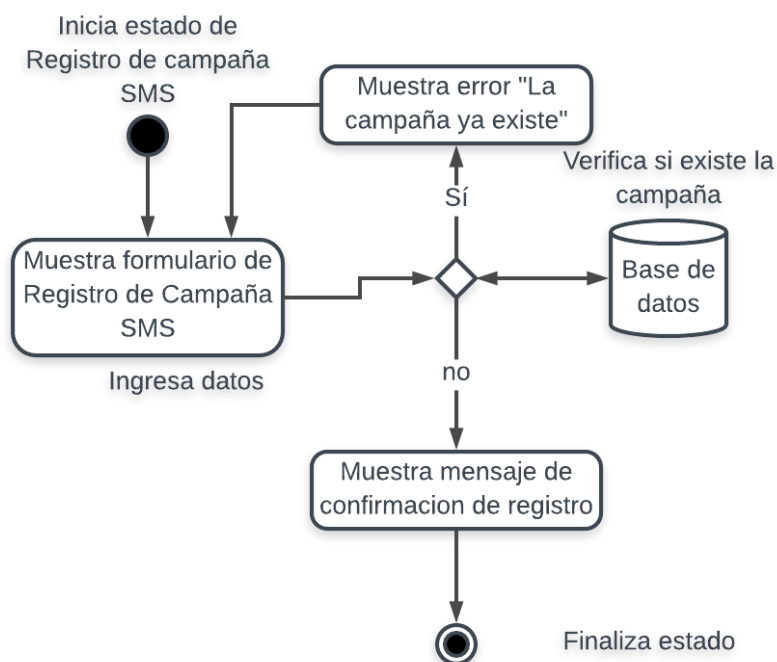 Inicia estado de
Registro de campaña
SMS
Muestra error "La
campaña ya existe"
Verifica si existe la
campaña
Sí
Muestra formulario de
Registro de Campaña
SMS
Base de
datos
Ingresa datos
no
Muestra mensaje de
confirmacion de registro
Finaliza estado